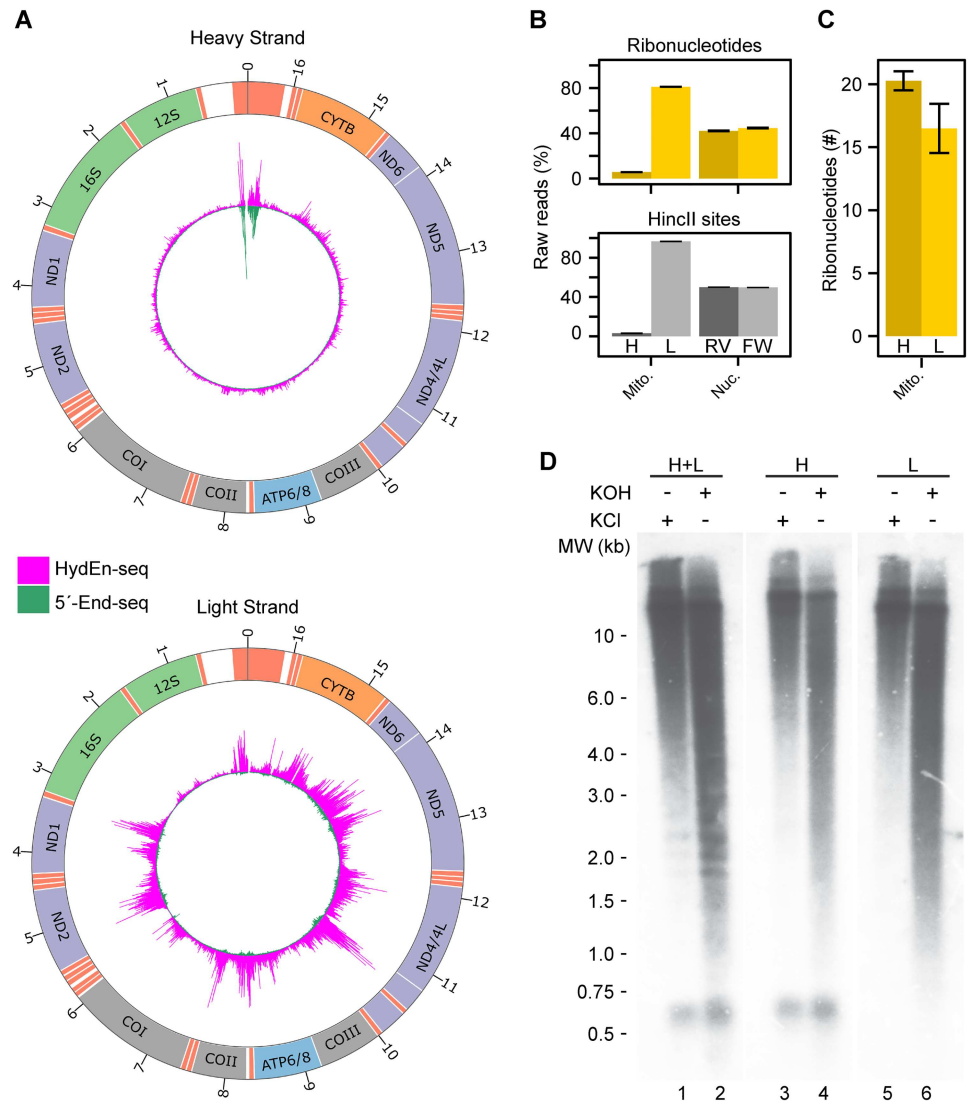 A
Heavy Strand
0
1
2
3
4
5
6
7
8
9
10
11
12
13
14
15
16
12S
16S
ND1
ND2
COI
COII
ATP6/8
COIII
ND4/4L
ND5
ND6
CYTB
HydEn-seq
5´-End-seq
Light Strand
0
1
2
3
4
5
6
7
8
9
10
11
12
13
14
15
16
12S
16S
ND1
ND2
COI
COII
ATP6/8
COIII
ND4/4L
ND5
ND6
CYTB
B
Ribonucleotides
Raw reads (%)
80
40
0
HincII sites
80
40
0
H L RV FW
Mito. Nuc.
C
Ribonucleotides (#)
20
15
10
5
0
H L
Mito.
D
H+L H L
KOH - + - + - +
KCl + - + - + -
MW (kb)
10 -
6.0 -
4.0 -
3.0 -
2.0 -
1.5 -
1.0 -
0.75 -
0.5 -
1 2 3 4 5 6